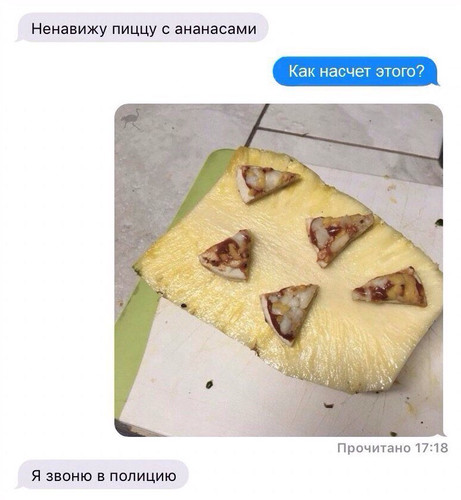 Ненавижу пиццу с ананасами
Как насчет этого?
Прочитано 17:18
Я звоню в полицию